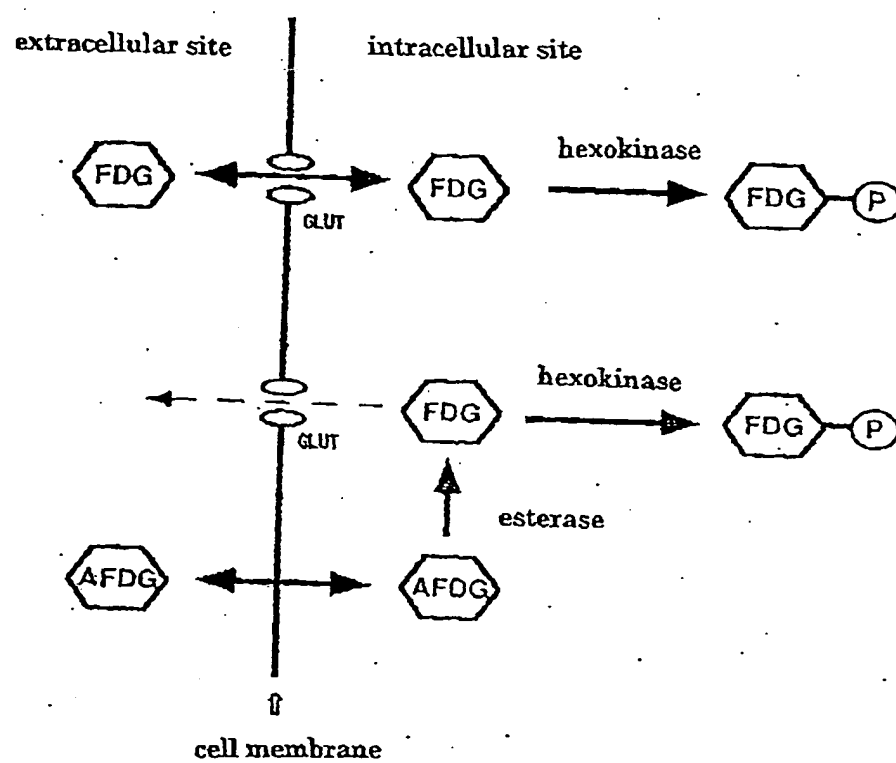 extracellular site
intracellular site
hexokinase
FDG
FDG
FDG
P
GLUT
hexokinase
FDG
FDG
P
GLUT
esterase
AFDG
AFDG
cell membrane